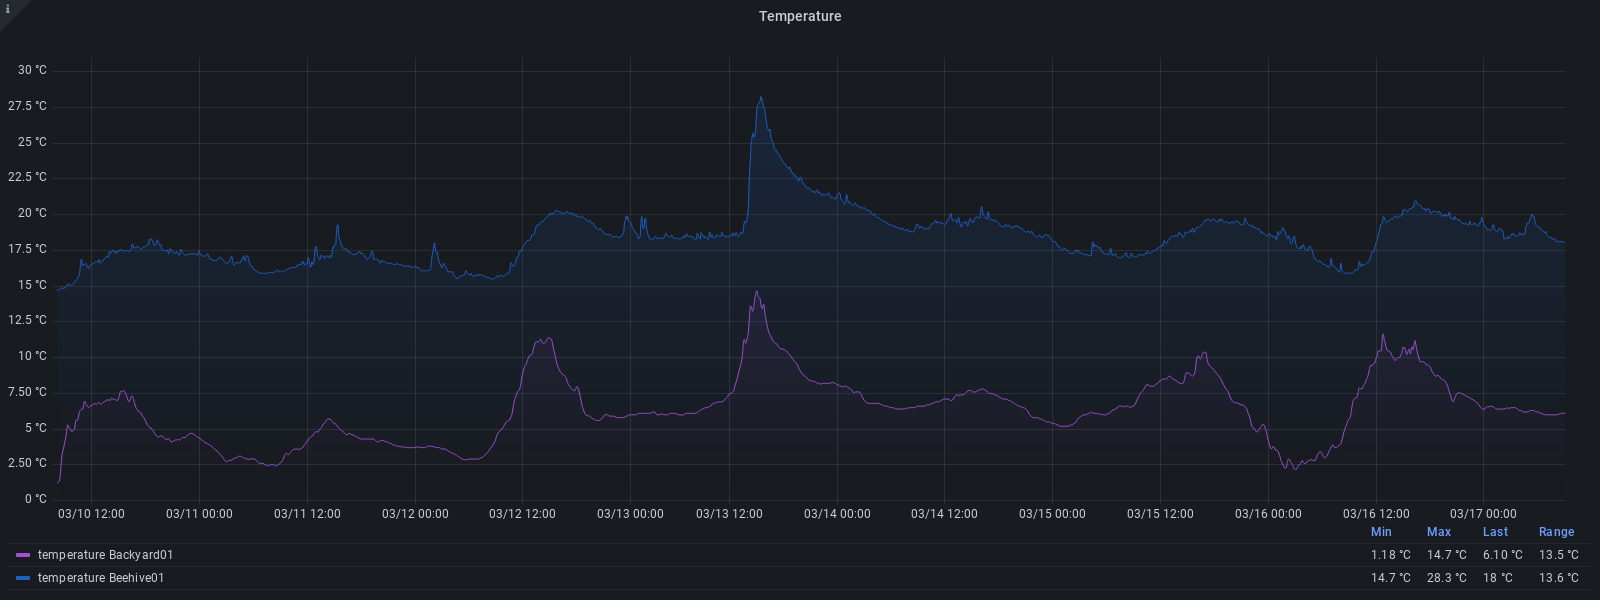 i
Temperature
30 °C
27.5 °C
25 °C
22.5 °C
20 °C
17.5 °C
15 °C
12.5 °C
10 °C
7.50 °C
5 °C
2.50 °C
0 °C
03/10 12:00 03/11 00:00 03/11 12:00 03/12 00:00 03/12 12:00 03/13 00:00 03/13 12:00 03/14 00:00 03/14 12:00 03/15 00:00 03/15 12:00 03/16 00:00 03/16 12:00 03/17 00:00
Min Max Last Range
temperature Backyard01 1.18 °C 14.7 °C 6.10 °C 13.5 °C
temperature Beehive01 14.7 °C 28.3 °C 18 °C 13.6 °C